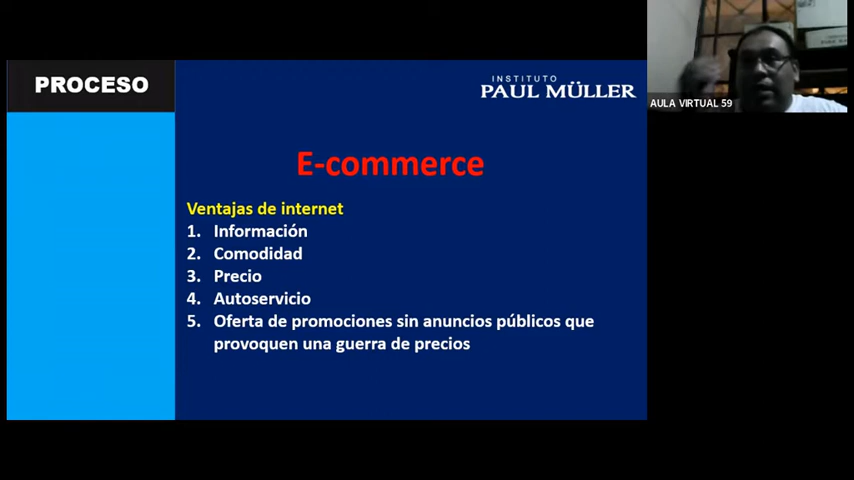 PROCESO
INSTITUTO
PAUL MÜLLER
AULA VIRTUAL 59
E-commerce
Ventajas de internet
1. Información
2. Comodidad
3. Precio
4. Autoservicio
5. Oferta de promociones sin anuncios públicos que
provoquen una guerra de precios